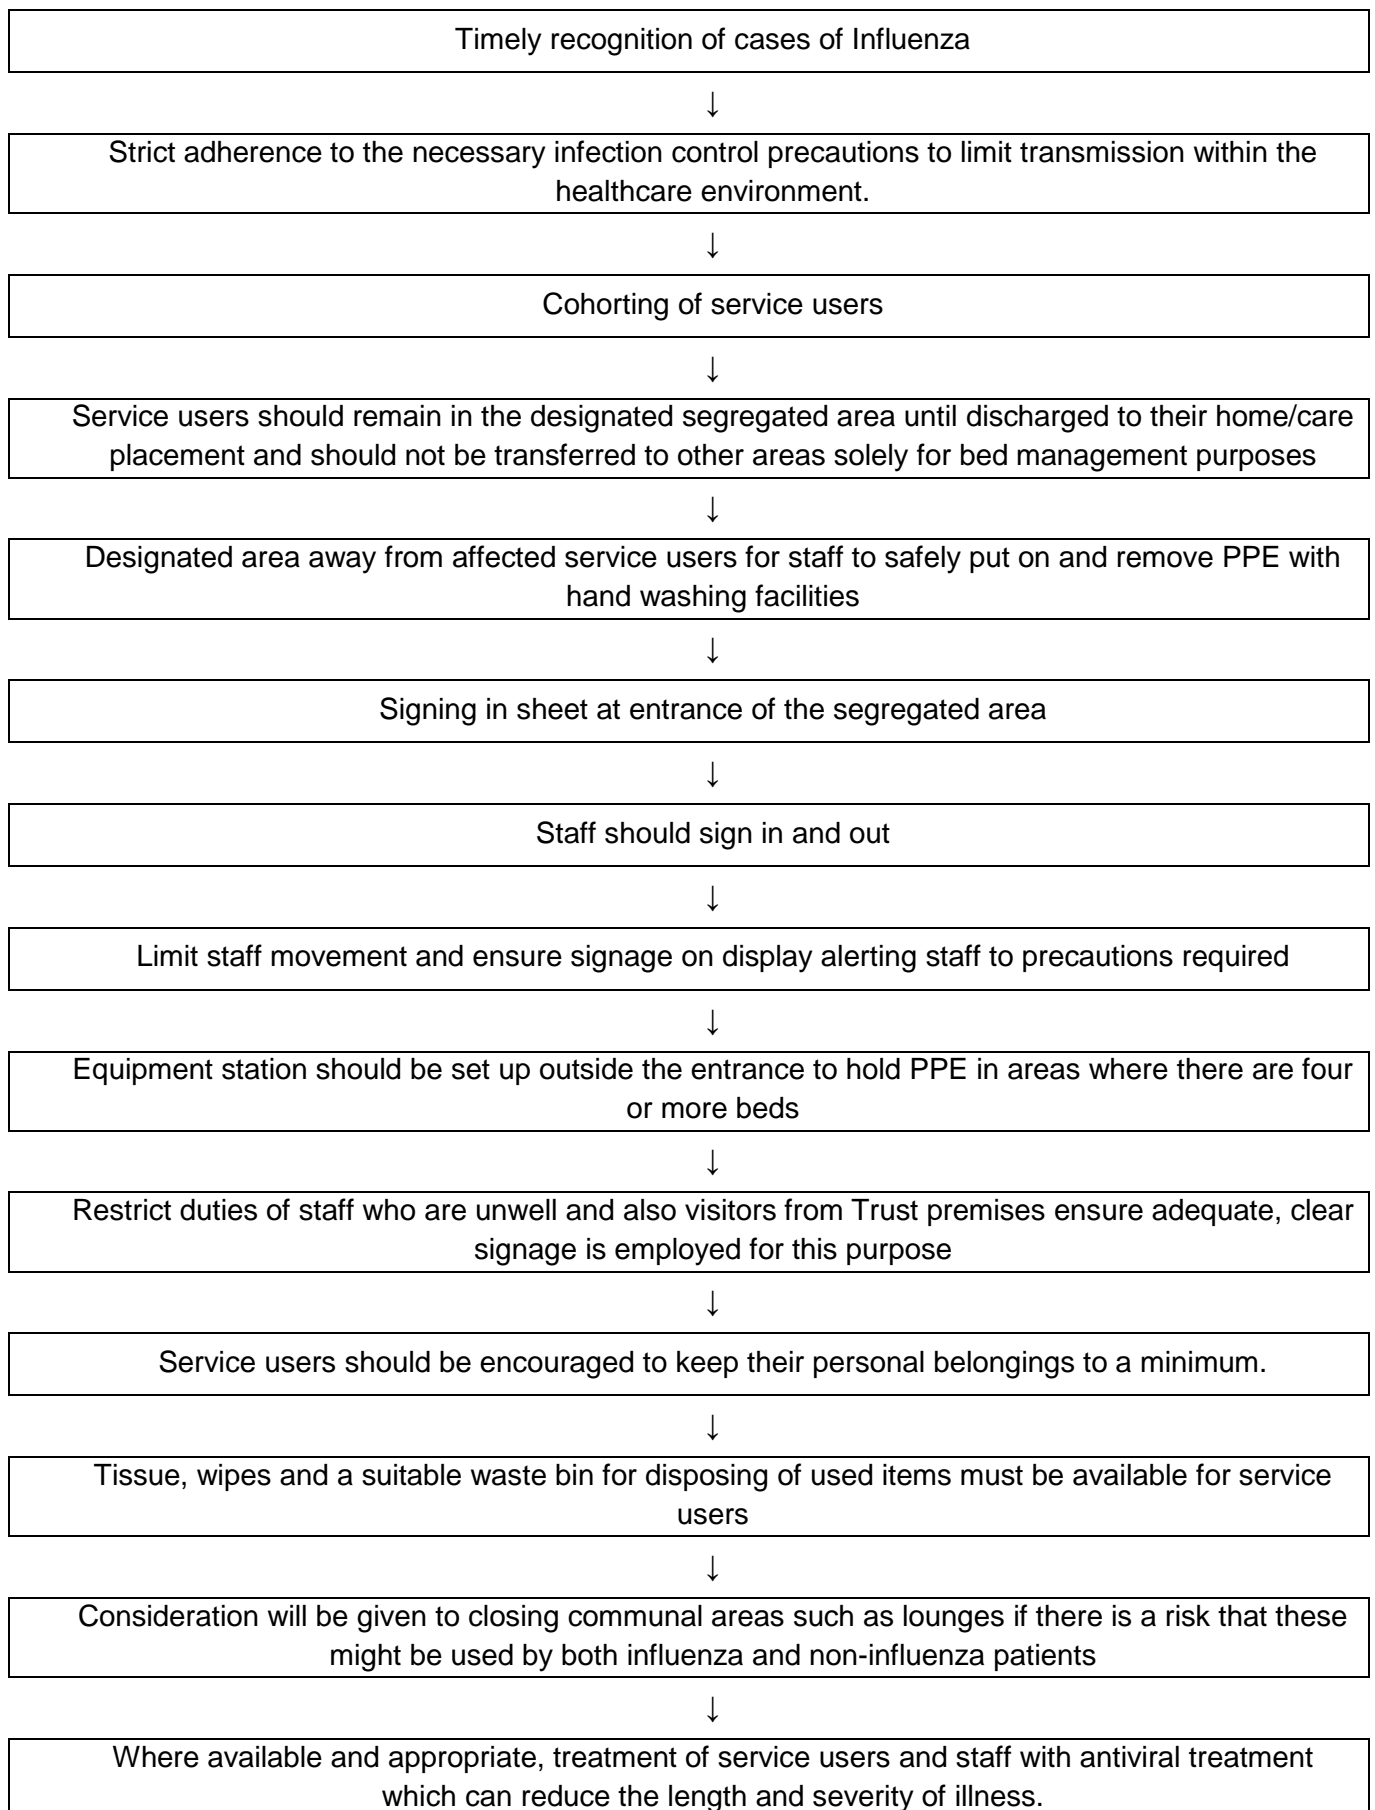 Timely recognition of cases of Influenza
↓
Strict adherence to the necessary infection control precautions to limit transmission within the
healthcare environment.
↓
Cohorting of service users
↓
Service users should remain in the designated segregated area until discharged to their home/care
placement and should not be transferred to other areas solely for bed management purposes
↓
Designated area away from affected service users for staff to safely put on and remove PPE with
hand washing facilities
↓
Signing in sheet at entrance of the segregated area
↓
Staff should sign in and out
↓
Limit staff movement and ensure signage on display alerting staff to precautions required
↓
Equipment station should be set up outside the entrance to hold PPE in areas where there are four
or more beds
↓
Restrict duties of staff who are unwell and also visitors from Trust premises ensure adequate, clear
signage is employed for this purpose
↓
Service users should be encouraged to keep their personal belongings to a minimum.
↓
Tissue, wipes and a suitable waste bin for disposing of used items must be available for service
users
↓
Consideration will be given to closing communal areas such as lounges if there is a risk that these
might be used by both influenza and non-influenza patients
↓
Where available and appropriate, treatment of service users and staff with antiviral treatment
which can reduce the length and severity of illness.